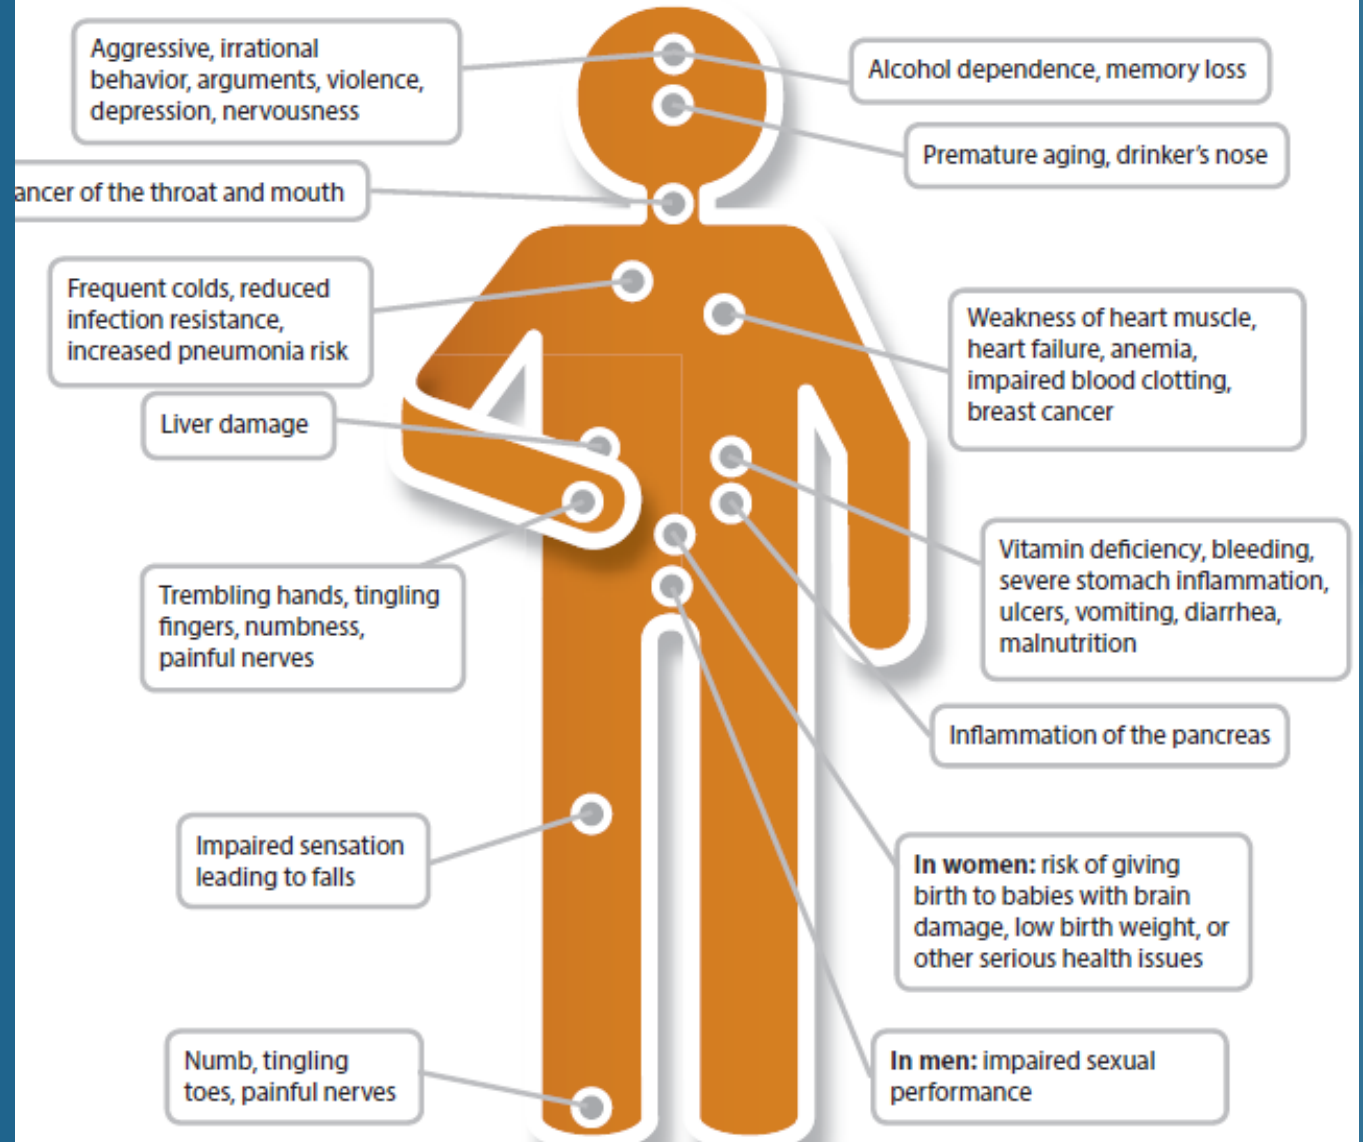 Aggressive, irrational
behavior, arguments, violence,
depression, nervousness
Alcohol dependence, memory loss
Premature aging, drinker's nose
ancer of the throat and mouth
Frequent colds, reduced
infection resistance,
increased pneumonia risk
Weakness of heart muscle,
heart failure, anemia,
impaired blood clotting,
breast cancer
Liver damage
Vitamin deficiency, bleeding,
severe stomach inflammation,
ulcers, vomiting, diarrhea,
malnutrition
Trembling hands, tingling
fingers, numbness,
painful nerves
Inflammation of the pancreas
Impaired sensation
leading to falls
In women: risk of giving
birth to babies with brain
damage, low birth weight, or
other serious health issues
Numb, tingling
toes, painful nerves
In men: impaired sexual
performance